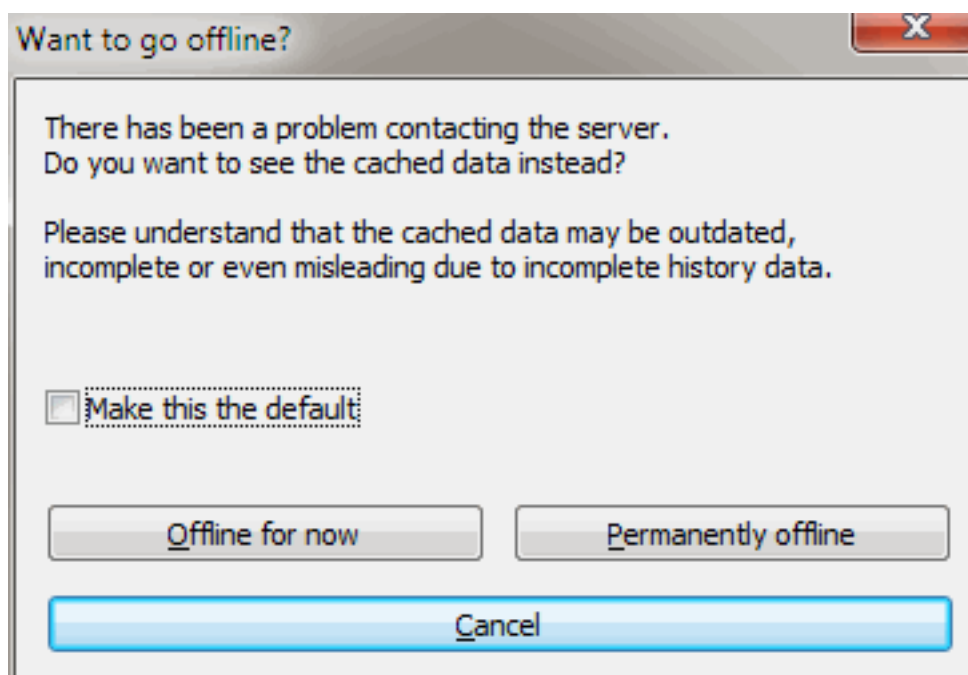 Want to go offline?
There has been a problem contacting the server.
Do you want to see the cached data instead?
Please understand that the cached data may be outdated,
incomplete or even misleading due to incomplete history data.
Make this the default
Offline for now
Permanently offline
Cancel